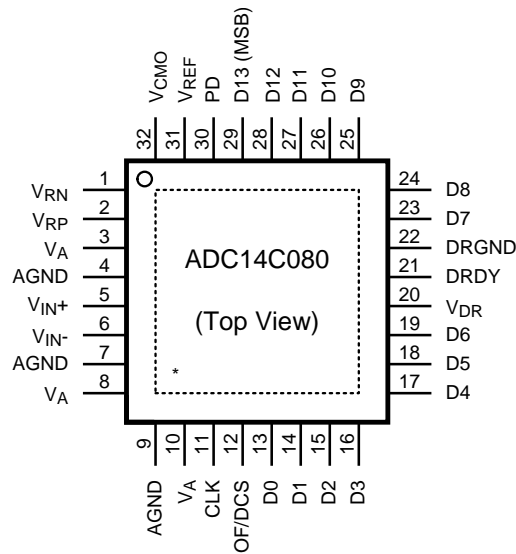 VCMO
VREF
PD
D13 (MSB)
D12
D11
D10
D9
32
31
30
29
28
27
26
25
VRN 1
VRP 2
VA 3
AGND 4
VIN+ 5
VIN- 6
AGND 7
VA 8
ADC14C080
(Top View)
*
24 D8
23 D7
22 DRGND
21 DRDY
20 VDR
19 D6
18 D5
17 D4
9
10
11
12
13
14
15
16
AGND
VA
CLK
OF/DCS
D0
D1
D2
D3